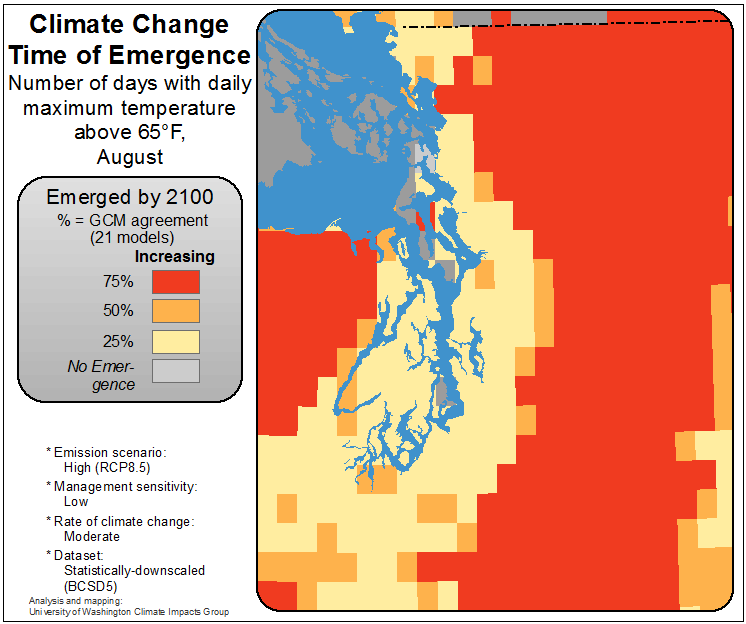 Climate Change
Time of Emergence
Number of days with daily
maximum temperature
above 65°F,
August
Emerged by 2100
% = GCM agreement
(21 models)
Increasing
75%
50%
25%
No Emer-
gence
* Emission scenario:
High (RCP8.5)
* Management sensitivity:
Low
* Rate of climate change:
Moderate
* Dataset:
Statistically-downscaled
(BCSD5)
Analysis and mapping:
University of Washington Climate Impacts Group